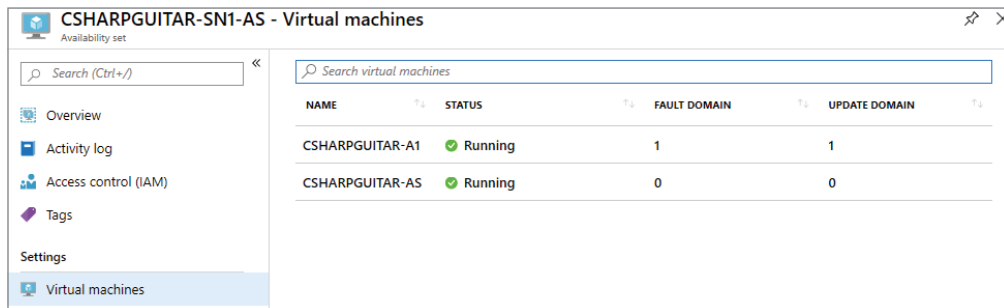 CSHARPGUITAR-SN1-AS - Virtual machines
Availability set
Search (Ctrl+/)
«
Overview
Activity log
Access control (IAM)
Tags
Settings
Virtual machines
Search virtual machines
NAME STATUS FAULT DOMAIN UPDATE DOMAIN
CSHARPGUITAR-A1 Running 1 1
CSHARPGUITAR-AS Running 0 0